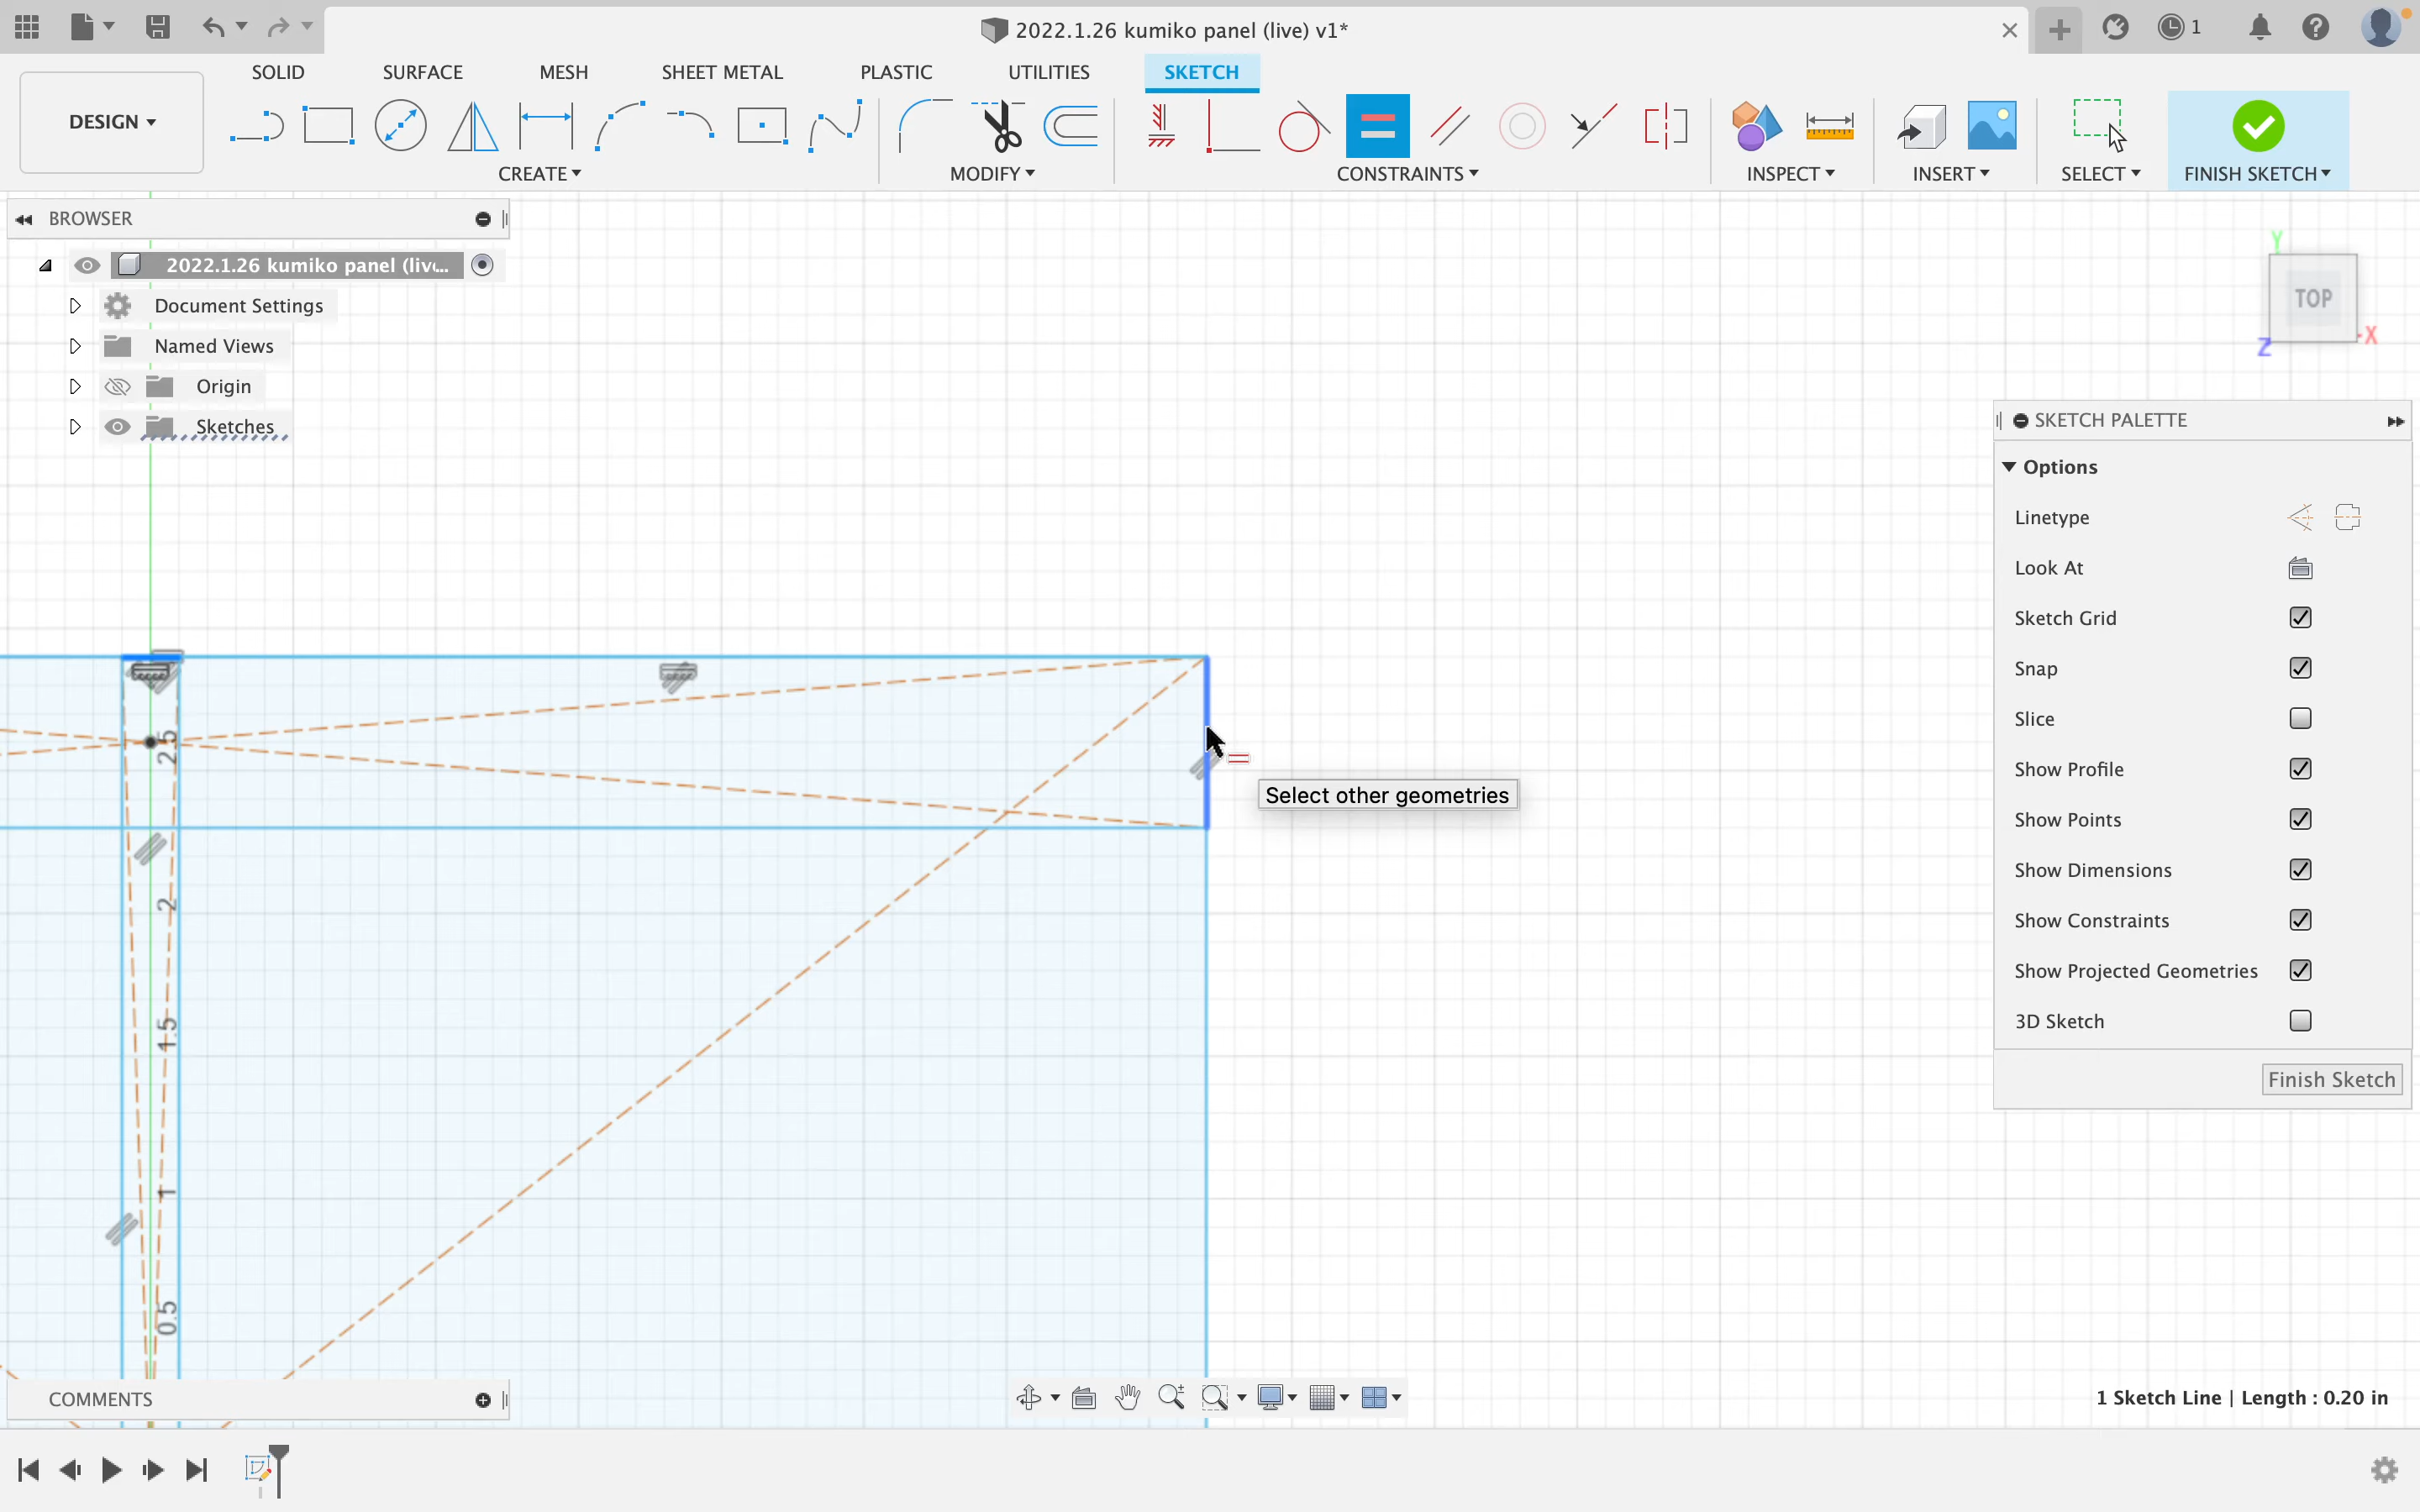 2022.1.26 kumiko panel (live) v1*
1
DESIGN
SOLID
SURFACE
MESH
SHEET METAL
PLASTIC
UTILITIES
SKETCH
CREATE
MODIFY
CONSTRAINTS
INSPECT
INSERT
SELECT
FINISH SKETCH
BROWSER
2022.1.26 kumiko panel (liv...
Document Settings
Named Views
Origin
Sketches
Y
TOP
X
Z
SKETCH PALETTE
Options
Linetype
Look At
Sketch Grid
Snap
Slice
Show Profile
Show Points
Show Dimensions
Show Constraints
Show Projected Geometries
3D Sketch
Finish Sketch
2.5
2
1.5
1
0.5
Select other geometries
COMMENTS
1 Sketch Line | Length : 0.20 in